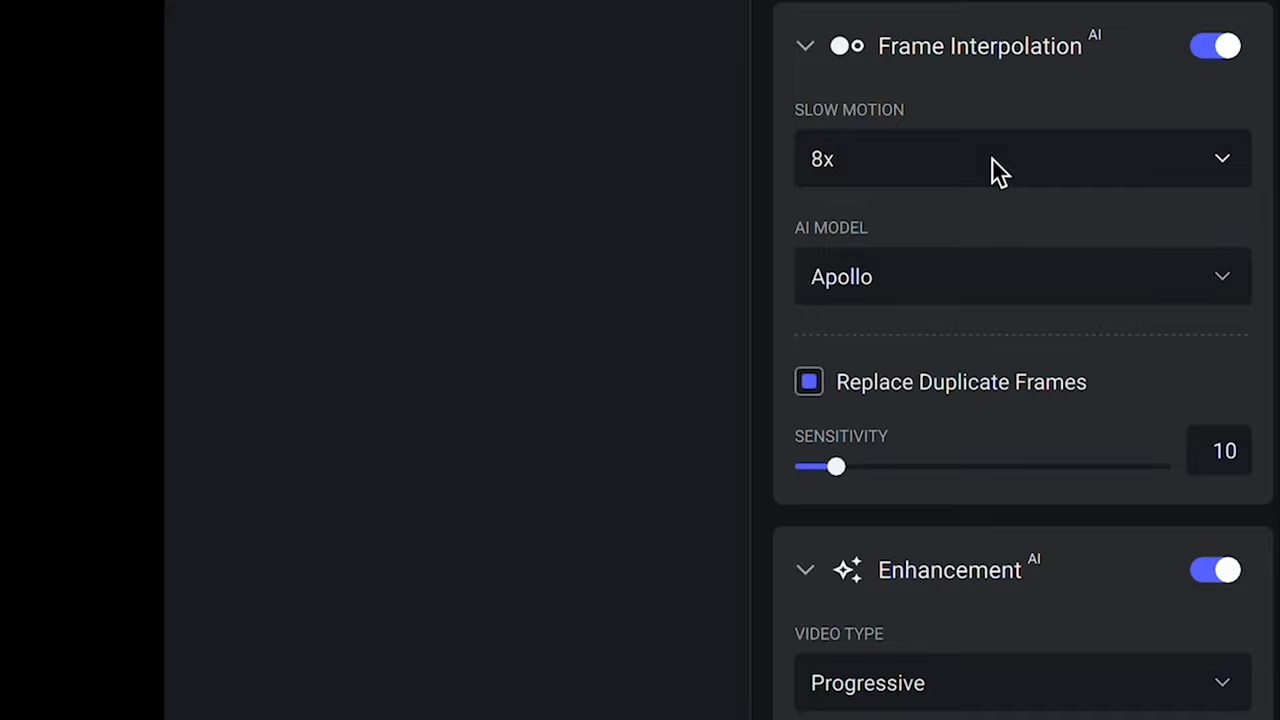 Frame Interpolation AI
SLOW MOTION
8x
AI MODEL
Apollo
Replace Duplicate Frames
SENSITIVITY
10
Enhancement AI
VIDEO TYPE
Progressive